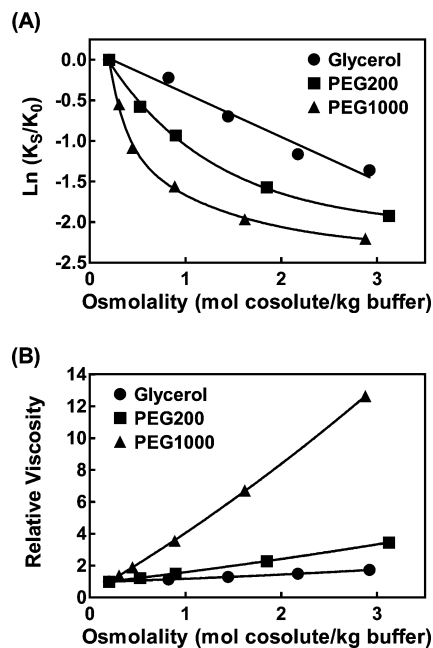 (A)
0.0
-0.5
-1.0
-1.5
-2.0
-2.5
Ln (KS/K0)
Glycerol
PEG200
PEG1000
0 1 2 3
Osmolality (mol cosolute/kg buffer)
(B)
14
12
10
8
6
4
2
0
Relative Viscosity
Glycerol
PEG200
PEG1000
0 1 2 3
Osmolality (mol cosolute/kg buffer)